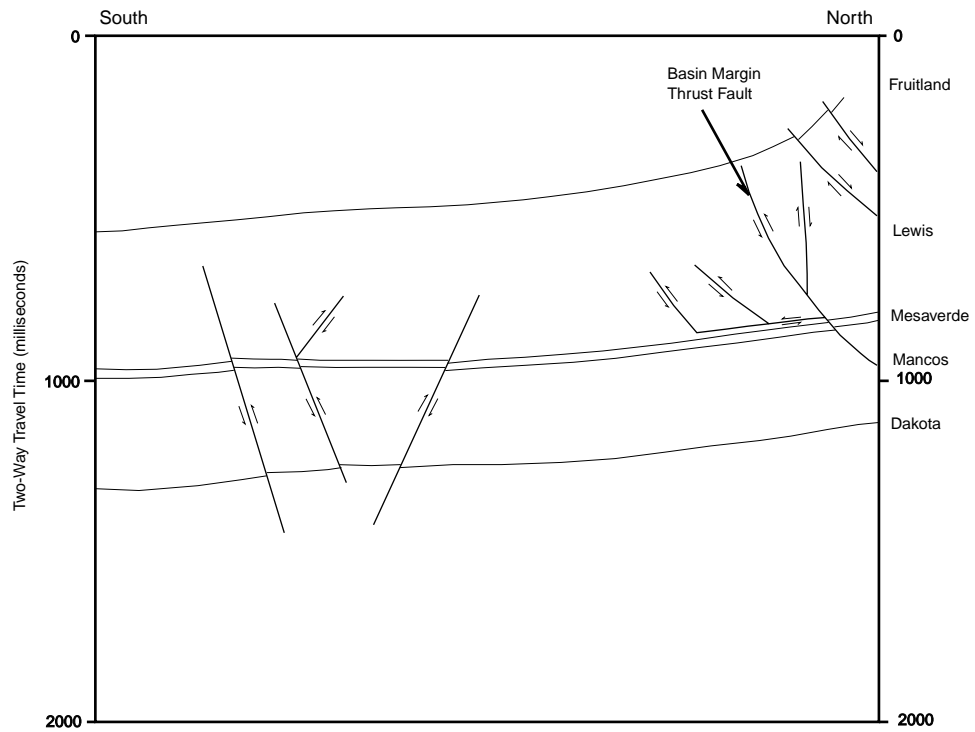 South
North
0
0
Basin Margin
Thrust Fault
Fruitland
Lewis
Two-Way Travel Time (milliseconds)
Mesaverde
Mancos
1000
1000
Dakota
2000
2000